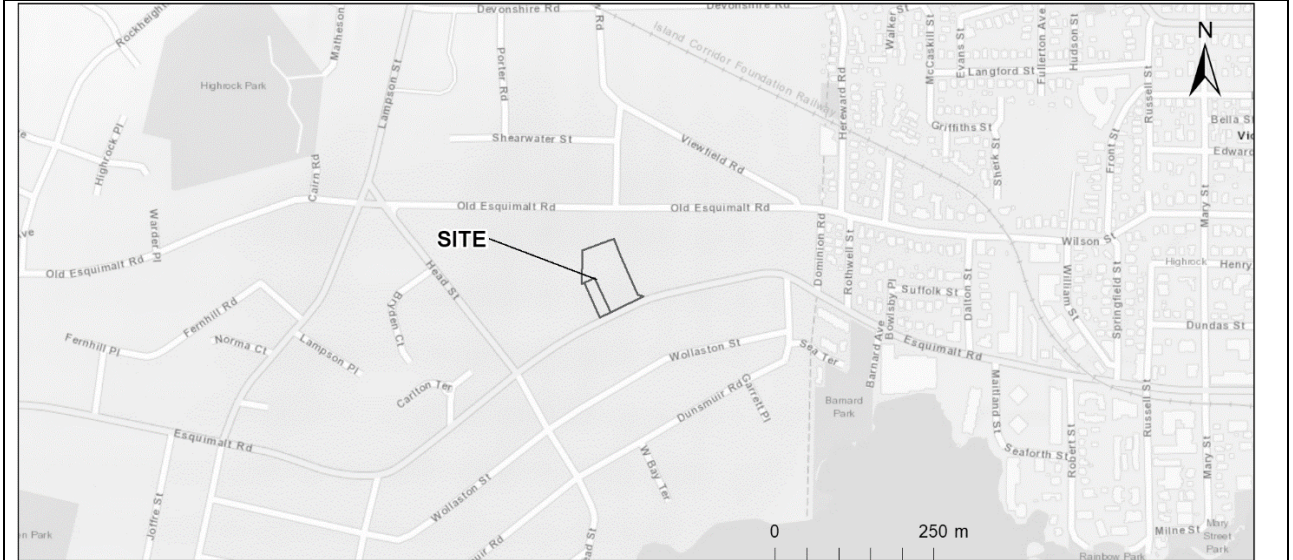 Devonshire Rd
Devonshire Rd
Rockheight
Matheson
Lampson St
Porter Rd
Island Corridor Foundation Railway
Walker St
McCaskill St
Evans St
Fullerton Ave
Hudson St
N
Langford St
Highrock Park
Hereward Rd
Russell St
Griffiths St
Bella St
Highrock Pl
Shearwater St
Viewfield Rd
Sherk St
Front St
Edward
Cairn Rd
Mary St
Old Esquimalt Rd
Old Esquimalt Rd
Warder Pl
SITE
Dominion Rd
Rothwell St
Wilson St
Old Esquimalt Rd
Head St
Highrock
Henry
Bryden Ct
Suffolk St
Dalton St
William St
Springfield St
Fernhill Rd
Bowlsby Pl
Fernhill Pl
Norma Ct
Lampson Pl
Dundas St
Wollaston St
Sea Ter
Esquimalt Rd
Barnard Ave
Carlton Ter
Dunsmuir Rd
Garrett Pl
Barnard
Park
Maitland St
Russell St
Esquimalt Rd
Robert St
Mary St
W Bay Ter
Seaforth St
Wollaston St
Joffre St
0 250 m
Milne St
Mary
Street
Park
Rainbow Park